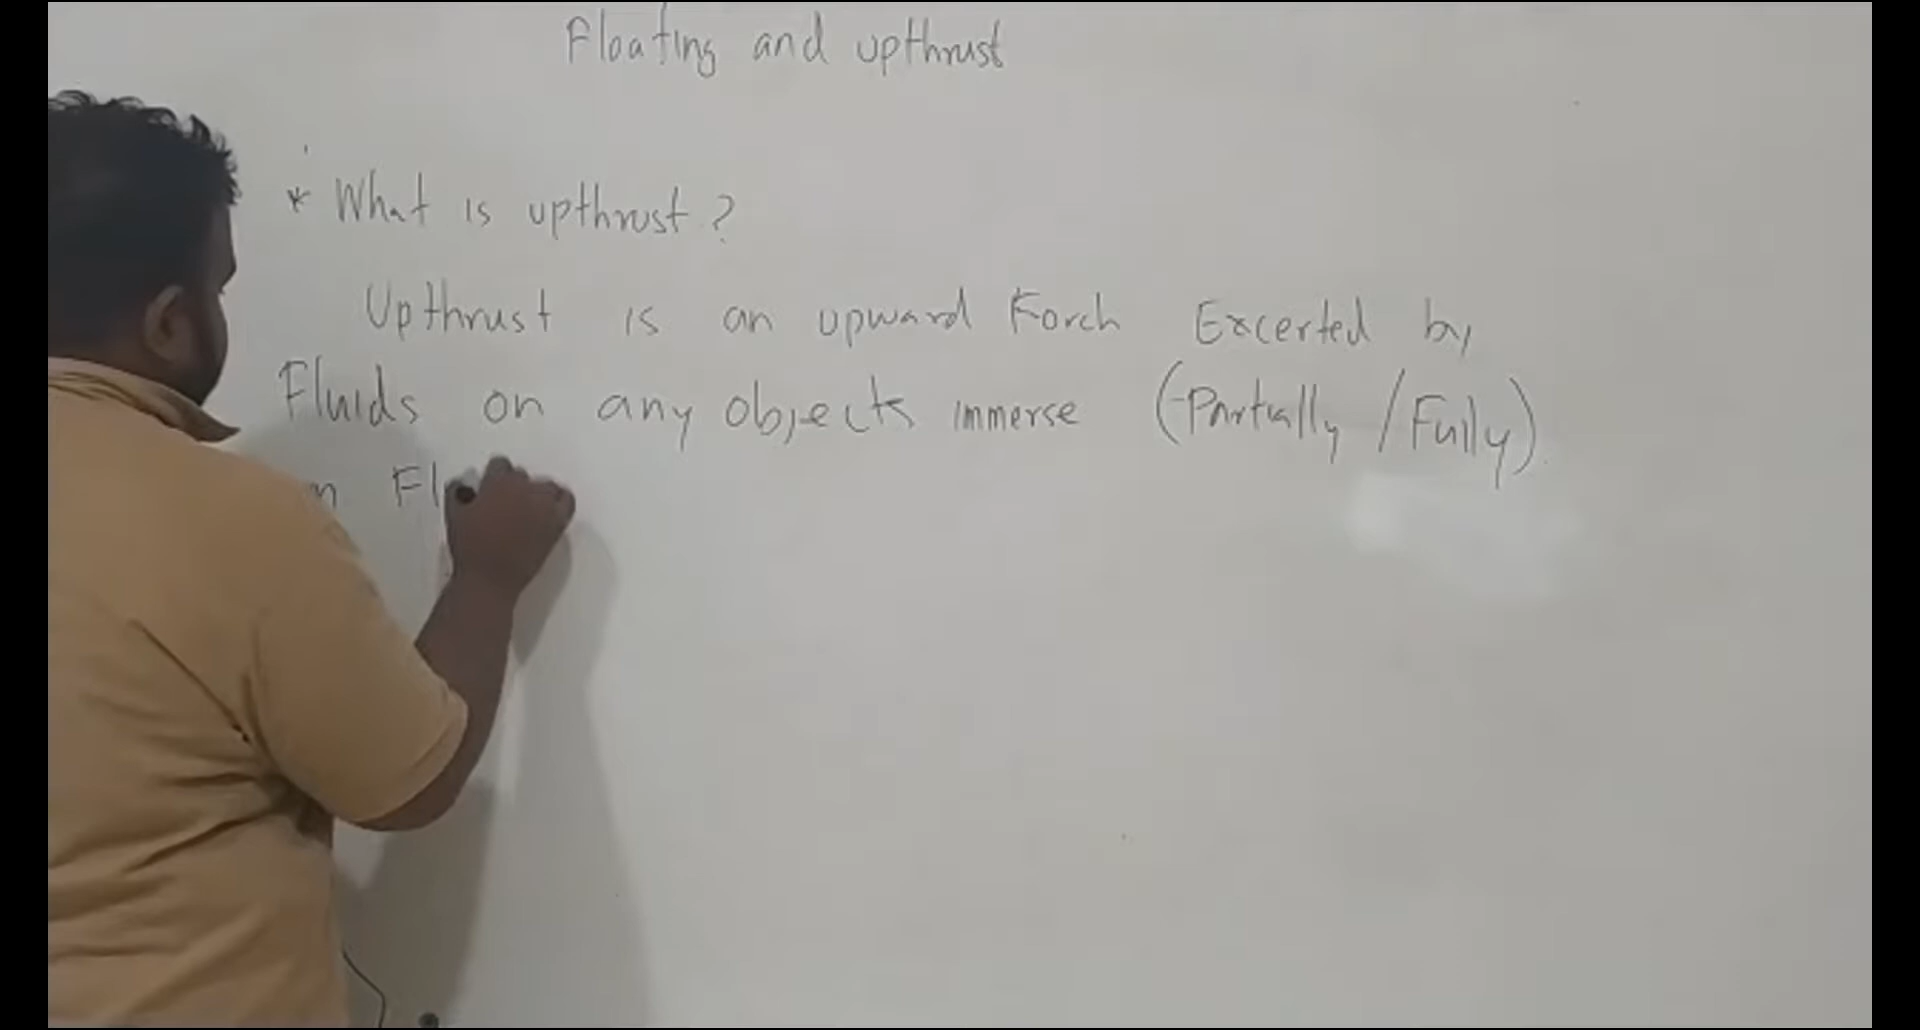 Floating and upthrust
* What is upthrust ?
Upthrust is an upward Forch Excerted by
Fluids on any objects immerse (Partially / Fully)